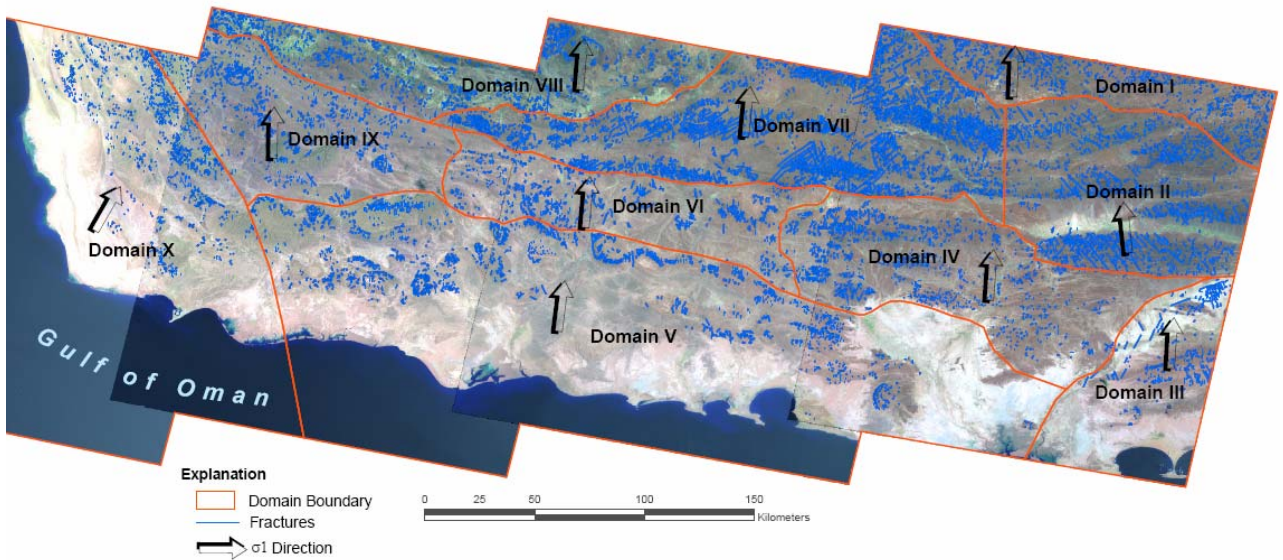 Domain VIII
Domain I
Domain VII
Domain IX
Domain II
Domain VI
Domain X
Domain IV
Domain V
Domain III
Gulf of Oman
Explanation
Domain Boundary
Fractures
σ1 Direction
0 25 50 100 150
Kilometers